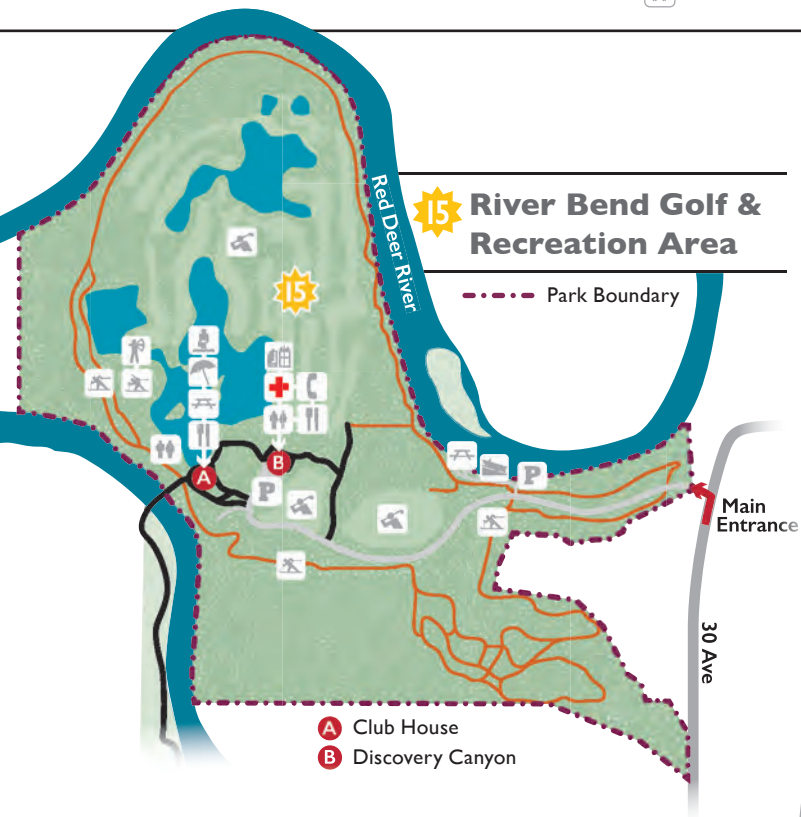 Red Deer River
15
River Bend Golf &
Recreation Area
Park Boundary
15
P
A
B
P
Main
Entrance
30 Ave
A Club House
B Discovery Canyon